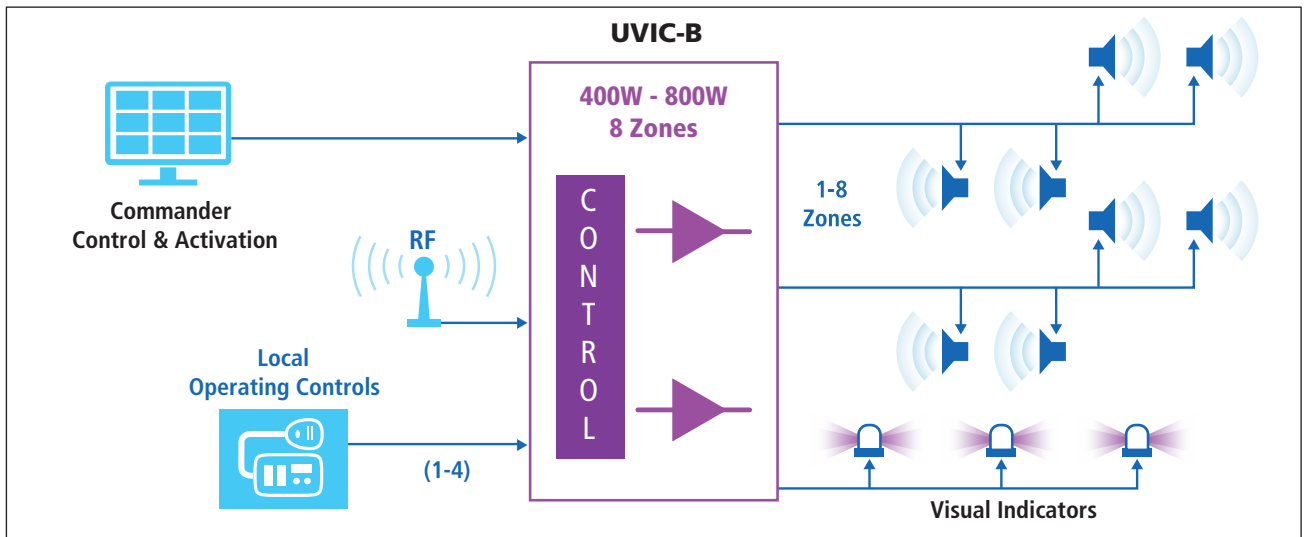 UVIC-B
400W - 800W
8 Zones
CONTROL
Commander
Control & Activation
RF
Local
Operating Controls
(1-4)
1-8
Zones
Visual Indicators